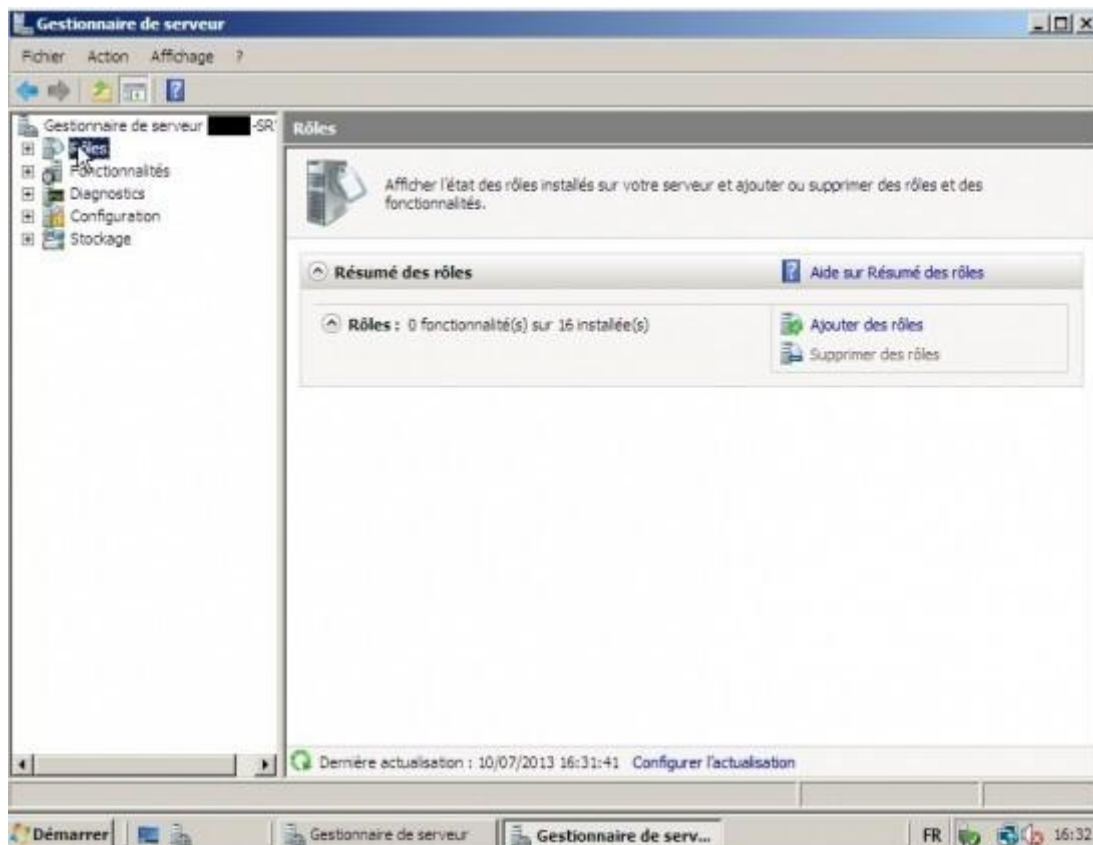 Gestionnaire de serveur
Fichier Action Affichage ?
Gestionnaire de serveur -SR
Rôles
Fonctionnalités
Diagnostics
Configuration
Stockage
Rôles
Afficher l'état des rôles installés sur votre serveur et ajouter ou supprimer des rôles et des
fonctionnalités.
Résumé des rôles
Aide sur Résumé des rôles
Rôles : 0 fonctionnalité(s) sur 16 installée(s)
Ajouter des rôles
Supprimer des rôles
Dernière actualisation : 10/07/2013 16:31:41 Configurer l'actualisation
Démarrer Gestionnaire de serveur Gestionnaire de serv... FR 16:32